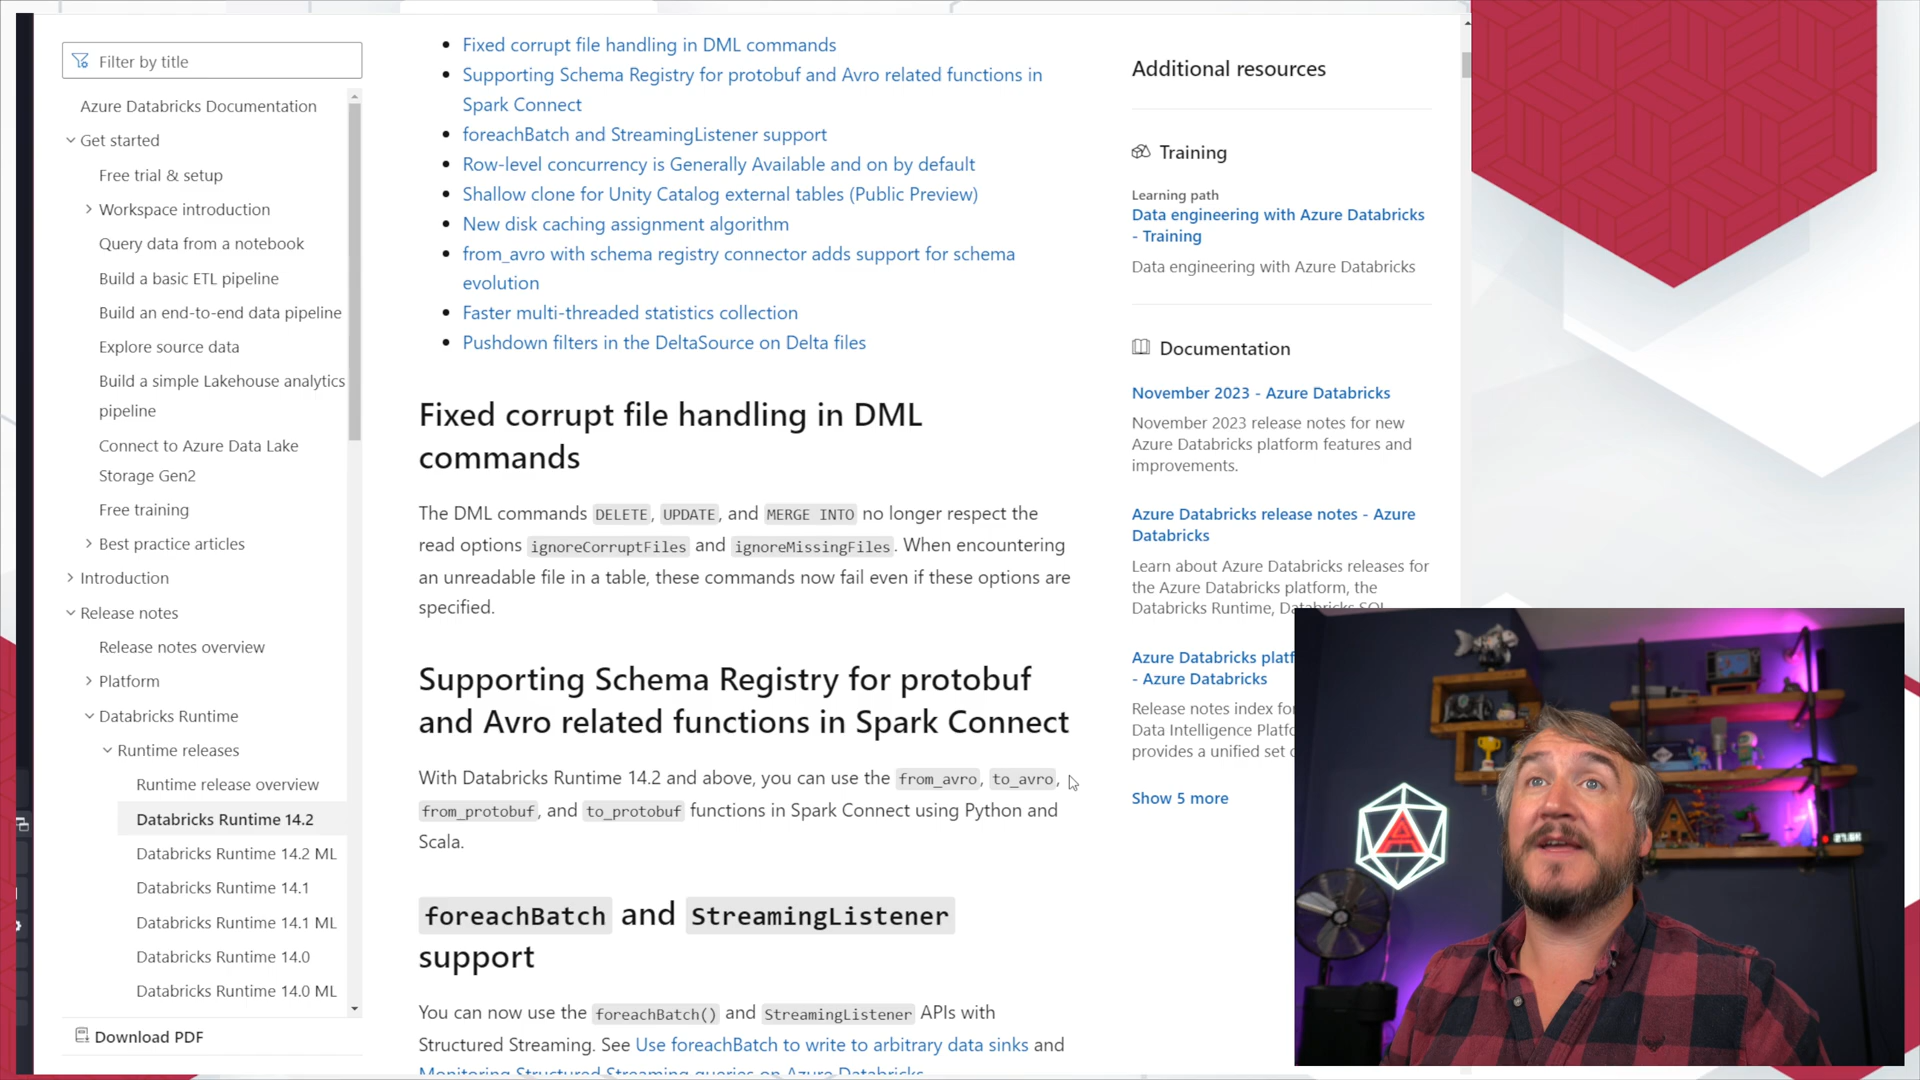 Filter by title
Azure Databricks Documentation
Get started
Free trial & setup
Workspace introduction
Query data from a notebook
Build a basic ETL pipeline
Build an end-to-end data pipeline
Explore source data
Build a simple Lakehouse analytics
pipeline
Connect to Azure Data Lake
Storage Gen2
Free training
Best practice articles
Introduction
Release notes
Release notes overview
Platform
Databricks Runtime
Runtime releases
Runtime release overview
Databricks Runtime 14.2
Databricks Runtime 14.2 ML
Databricks Runtime 14.1
Databricks Runtime 14.1 ML
Databricks Runtime 14.0
Databricks Runtime 14.0 ML
Download PDF
Fixed corrupt file handling in DML commands
Supporting Schema Registry for protobuf and Avro related functions in
Spark Connect
foreachBatch and StreamingListener support
Row-level concurrency is Generally Available and on by default
Shallow clone for Unity Catalog external tables (Public Preview)
New disk caching assignment algorithm
from_avro with schema registry connector adds support for schema
evolution
Faster multi-threaded statistics collection
Pushdown filters in the DeltaSource on Delta files
Fixed corrupt file handling in DML
commands
The DML commands DELETE, UPDATE, and MERGE INTO no longer respect the
read options ignoreCorruptFiles and ignoreMissingFiles. When encountering
an unreadable file in a table, these commands now fail even if these options are
specified.
Supporting Schema Registry for protobuf
and Avro related functions in Spark Connect
With Databricks Runtime 14.2 and above, you can use the from_avro, to_avro,
from_protobuf, and to_protobuf functions in Spark Connect using Python and
Scala.
foreachBatch and StreamingListener
support
You can now use the foreachBatch() and StreamingListener APIs with
Structured Streaming. See Use foreachBatch to write to arbitrary data sinks and
Monitoring Structured Streaming queries on Azure Databricks
Additional resources
Training
Learning path
Data engineering with Azure Databricks
- Training
Data engineering with Azure Databricks
Documentation
November 2023 - Azure Databricks
November 2023 release notes for new
Azure Databricks platform features and
improvements.
Azure Databricks release notes - Azure
Databricks
Learn about Azure Databricks releases for
the Azure Databricks platform, the
Databricks Runtime, Databricks SQL
Azure Databricks platf
- Azure Databricks
Release notes index fo
Data Intelligence Platfo
provides a unified set
Show 5 more
A